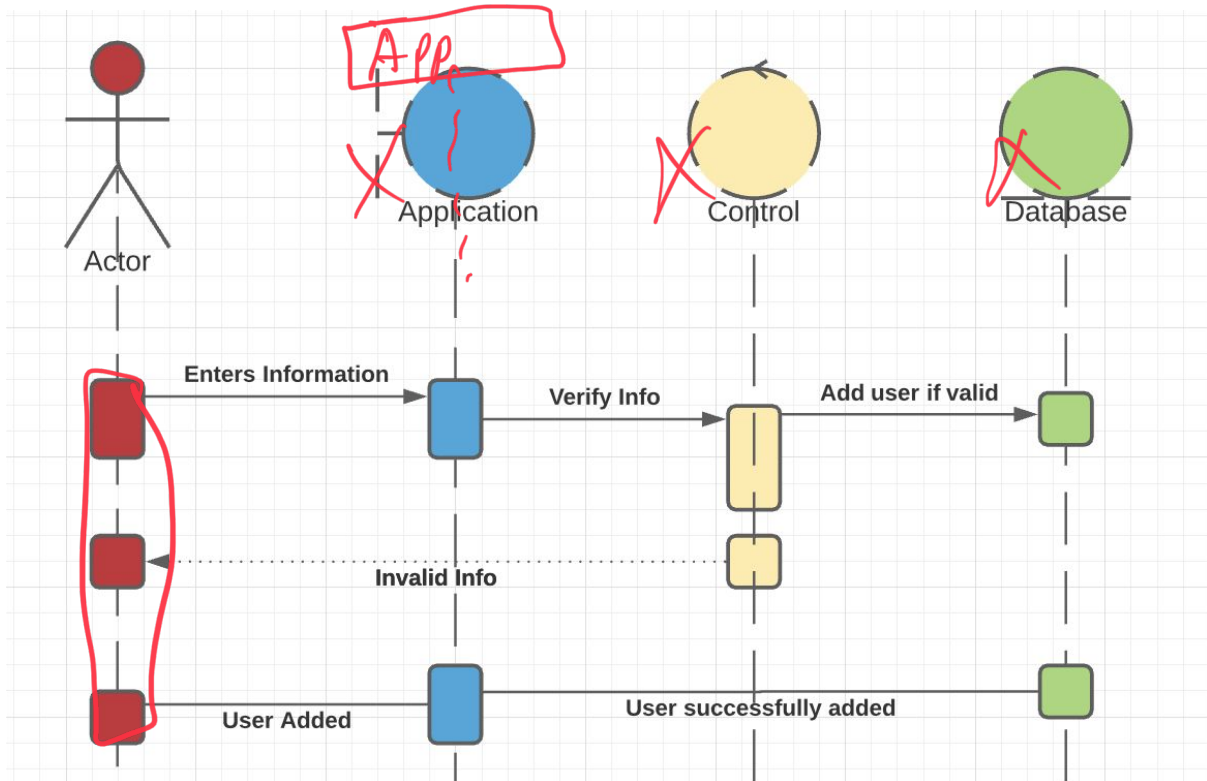 App
Application
Control
Database
Actor
Enters Information
Verify Info
Add user if valid
Invalid Info
User Added
User successfully added